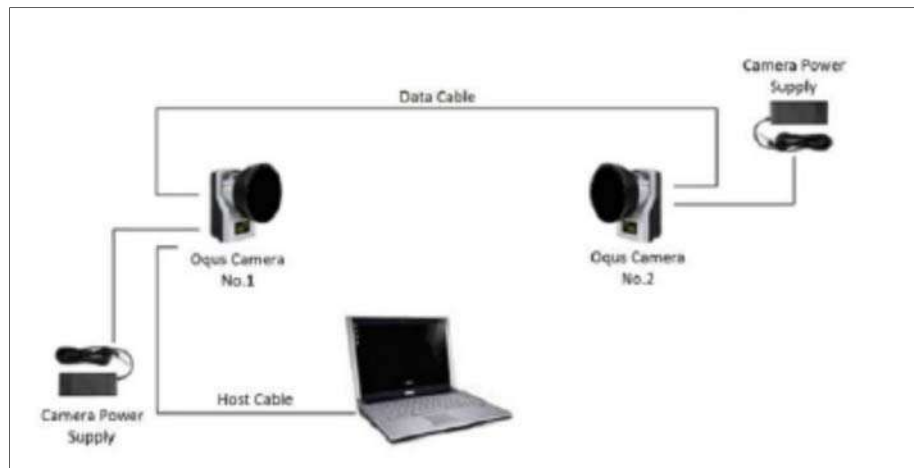 Camera Power
Supply
Data Cable
Oqus Camera
No.1
Oqus Camera
No.2
Host Cable
Camera Power
Supply